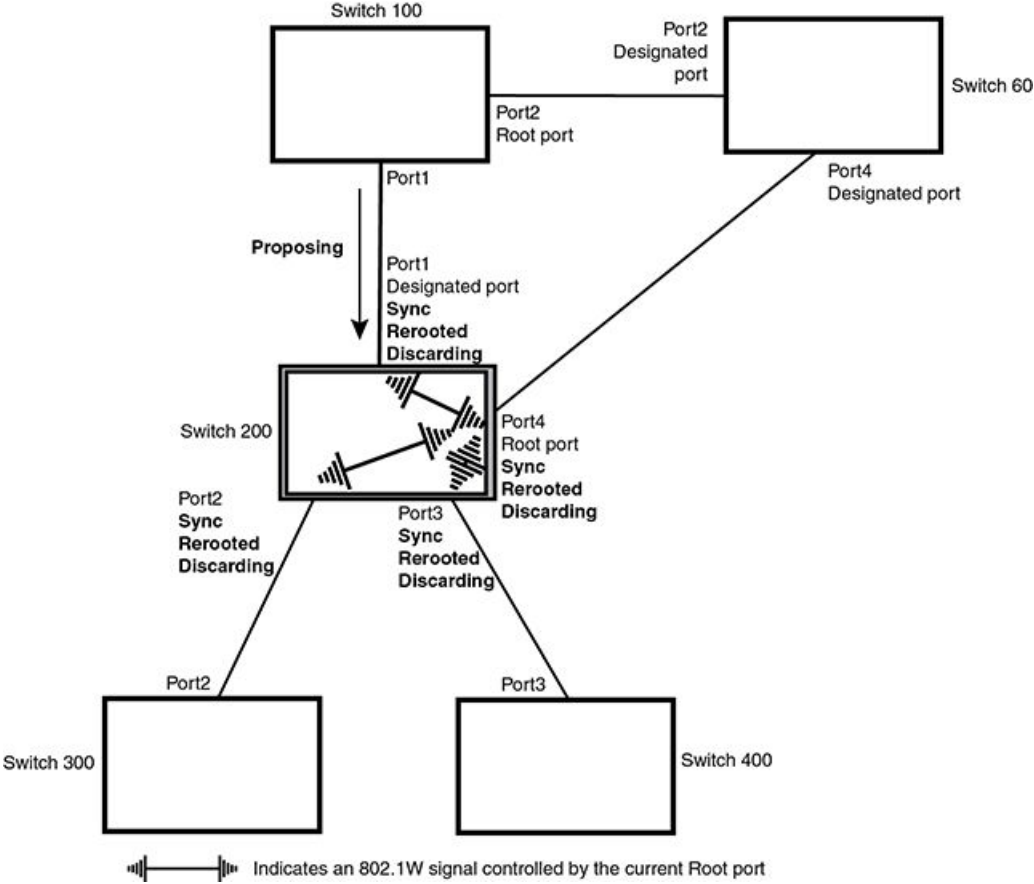 Switch 100
Port2
Designated
port
Switch 60
Port2
Root port
Port1
Port4
Designated port
Proposing
Port1
Designated port
Sync
Rerooted
Discarding
Switch 200
Port4
Root port
Sync
Rerooted
Discarding
Port2
Sync
Rerooted
Discarding
Port3
Sync
Rerooted
Discarding
Port2
Port3
Switch 300
Switch 400
Indicates an 802.1W signal controlled by the current Root port